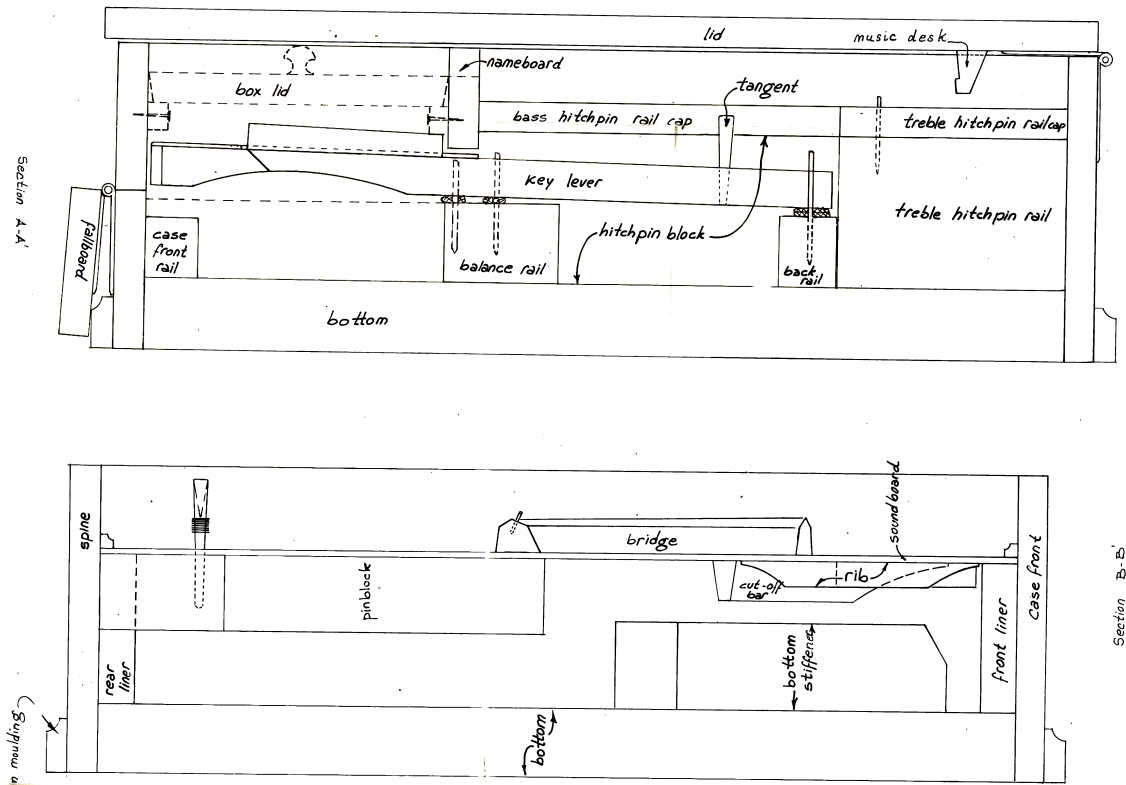 lid
music desk
nameboard
box lid
tangent
bass hitchpin rail cap
treble hitchpin railcap
key lever
treble hitchpin rail
Section A-A'
fallboard
case
front
rail
hitchpin block
balance rail
back
rail
bottom
soundboard
spine
bridge
case front
Section B-B'
pinblock
rib
cut-off
bar
front liner
rear
liner
bottom
stiffener
bottom
moulding